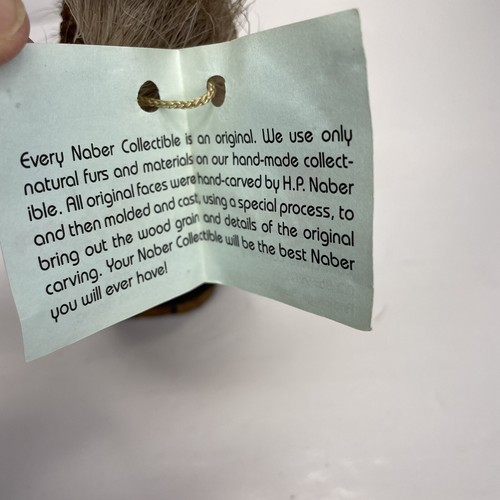 Every Naber Collectible is an original. We use only
natural furs and materials on our hand-made collect-
ible. All original faces were hand-carved by H.P. Naber
and then molded and cast, using a special process, to
bring out the wood grain and details of the original
carving. Your Naber Collectible will be the best Naber
you will ever have!